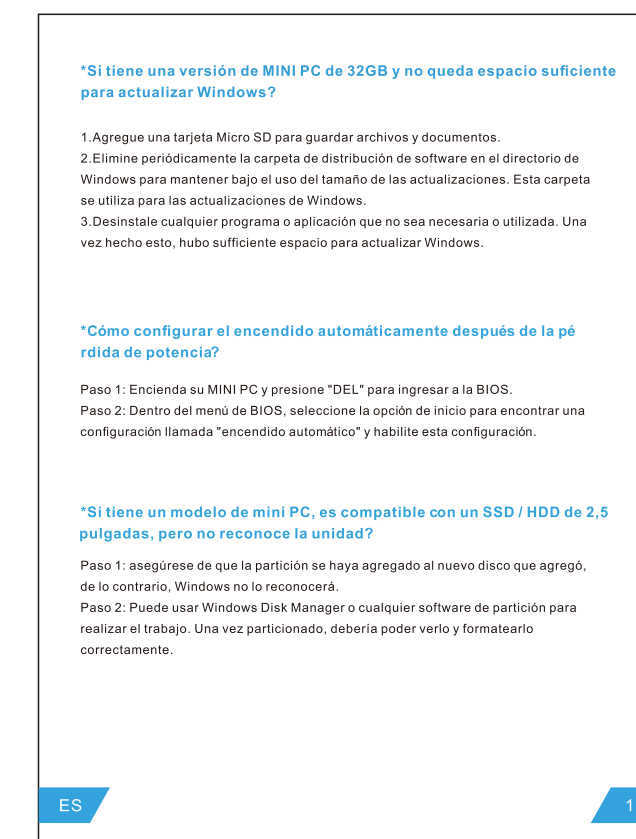 *Si tiene una versión de MINI PC de 32GB y no queda espacio suficiente
para actualizar Windows?
1.Agregue una tarjeta Micro SD para guardar archivos y documentos.
2.Elimine periódicamente la carpeta de distribución de software en el directorio de
Windows para mantener bajo el uso del tamaño de las actualizaciones. Esta carpeta
se utiliza para las actualizaciones de Windows.
3.Desinstale cualquier programa o aplicación que no sea necesaria o utilizada. Una
vez hecho esto, hubo sufficiente espacio para actualizar Windows.
*Cómo configurar el encendido automáticamente después de la pé
rdida de potencia?
Paso 1: Encienda su MINI PC y presione "DEL" para ingresar a la BIOS.
Paso 2: Dentro del menú de BIOS, seleccione la opción de inicio para encontrar una
configuración llamada "encendido automático" y habilite esta configuración.
*Si tiene un modelo de mini PC, es compatible con un SSD / HDD de 2,5
pulgadas, pero no reconoce la unidad?
Paso 1: asegúrese de que la partición se haya agregado al nuevo disco que agregó,
de lo contrario, Windows no lo reconocerá.
Paso 2: Puede usar Windows Disk Manager o cualquier software de partición para
realizar el trabajo. Una vez particionado, debería poder verlo y formatearlo
correctamente.
ES
1